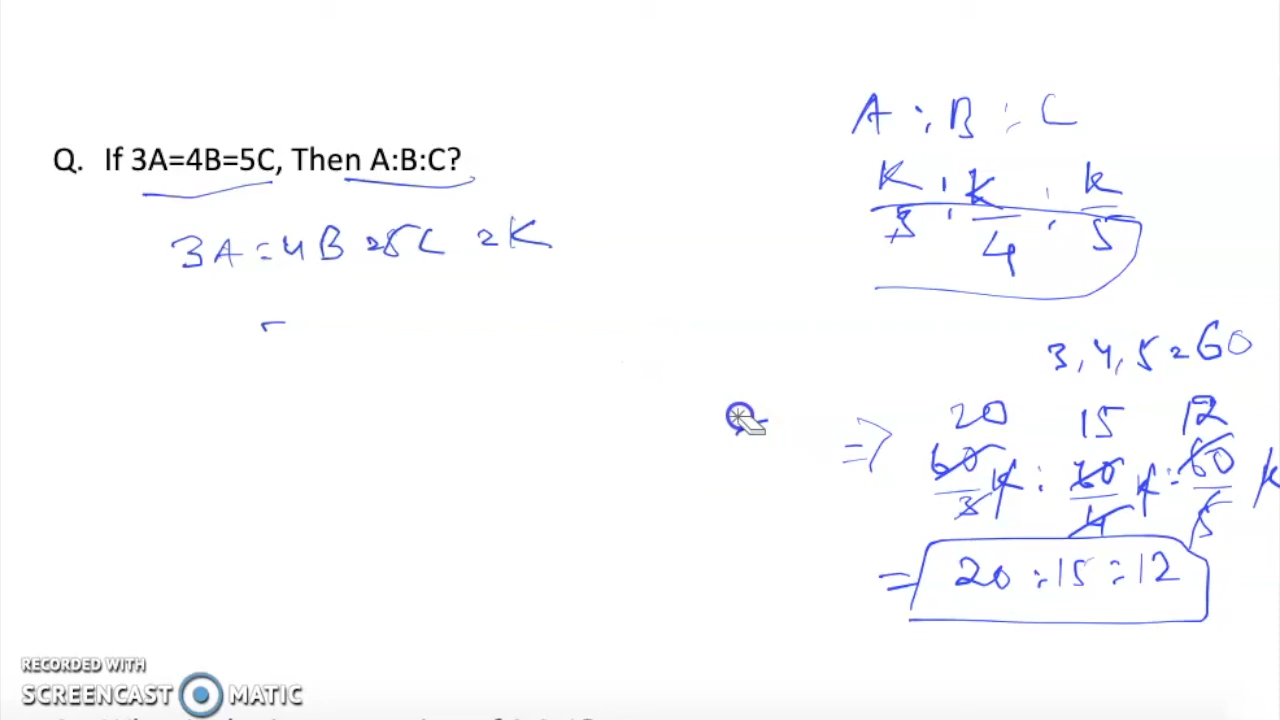 Q. If 3A=4B=5C, Then A:B:C?
3A=4B=5C=K
A:B:C
K/3 : k/4 : k/5
3, 4, 5 = 60
20 15 12
=> 60/3 k : 60/4 k : 60/5 k
= 20:15:12
RECORDED WITH
SCREENCAST MATIC